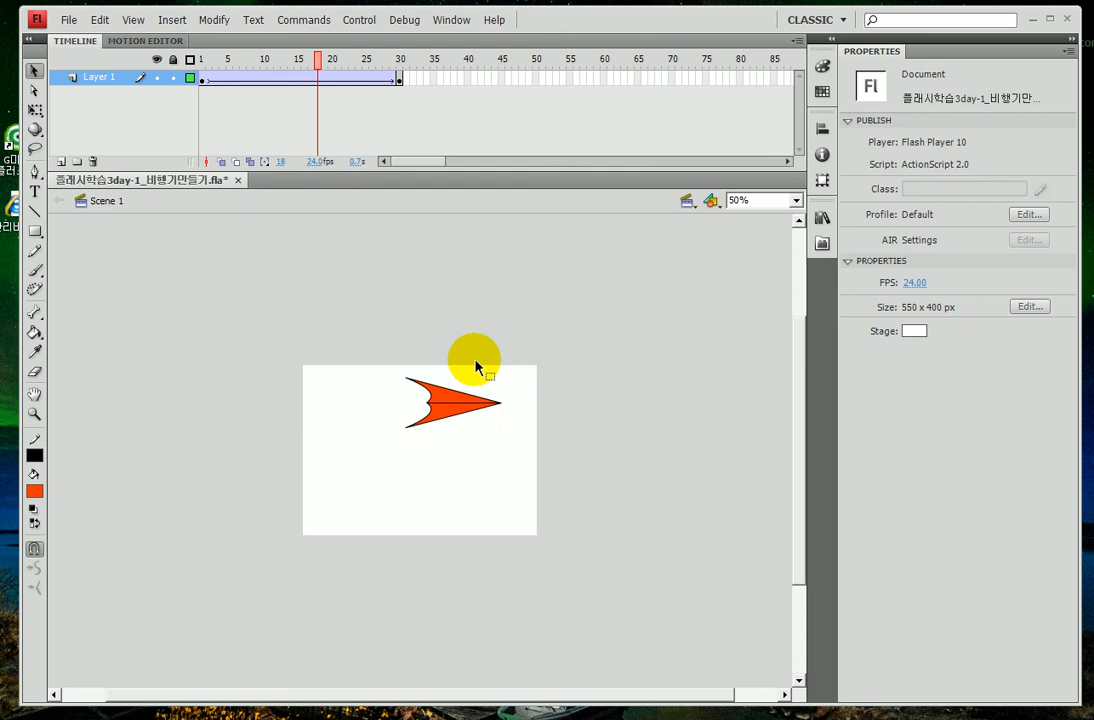 Fl File Edit View Insert Modify Text Commands Control Debug Window Help CLASSIC
TIMELINE MOTION EDITOR
1 5 10 15 20 25 30 35 40 45 50 55 60 65 70 75 80 85
Layer 1
18 24.0fps 0.7s
플래시학습3day-1_비행기만들기.fla*
Scene 1
50%
T
PROPERTIES
Fl
Document
플래시학습3day-1_비행기만...
PUBLISH
Player: Flash Player 10
Script: ActionScript 2.0
Class:
Profile: Default Edit...
AIR Settings Edit...
PROPERTIES
FPS: 24.00
Size: 550 x 400 px Edit...
Stage: